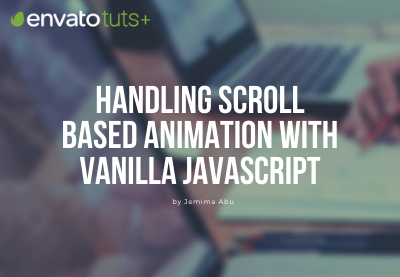 envatotuts+
HANDLING SCROLL
BASED ANIMATION WITH
VANILLA JAVASCRIPT
by Jemima Abu